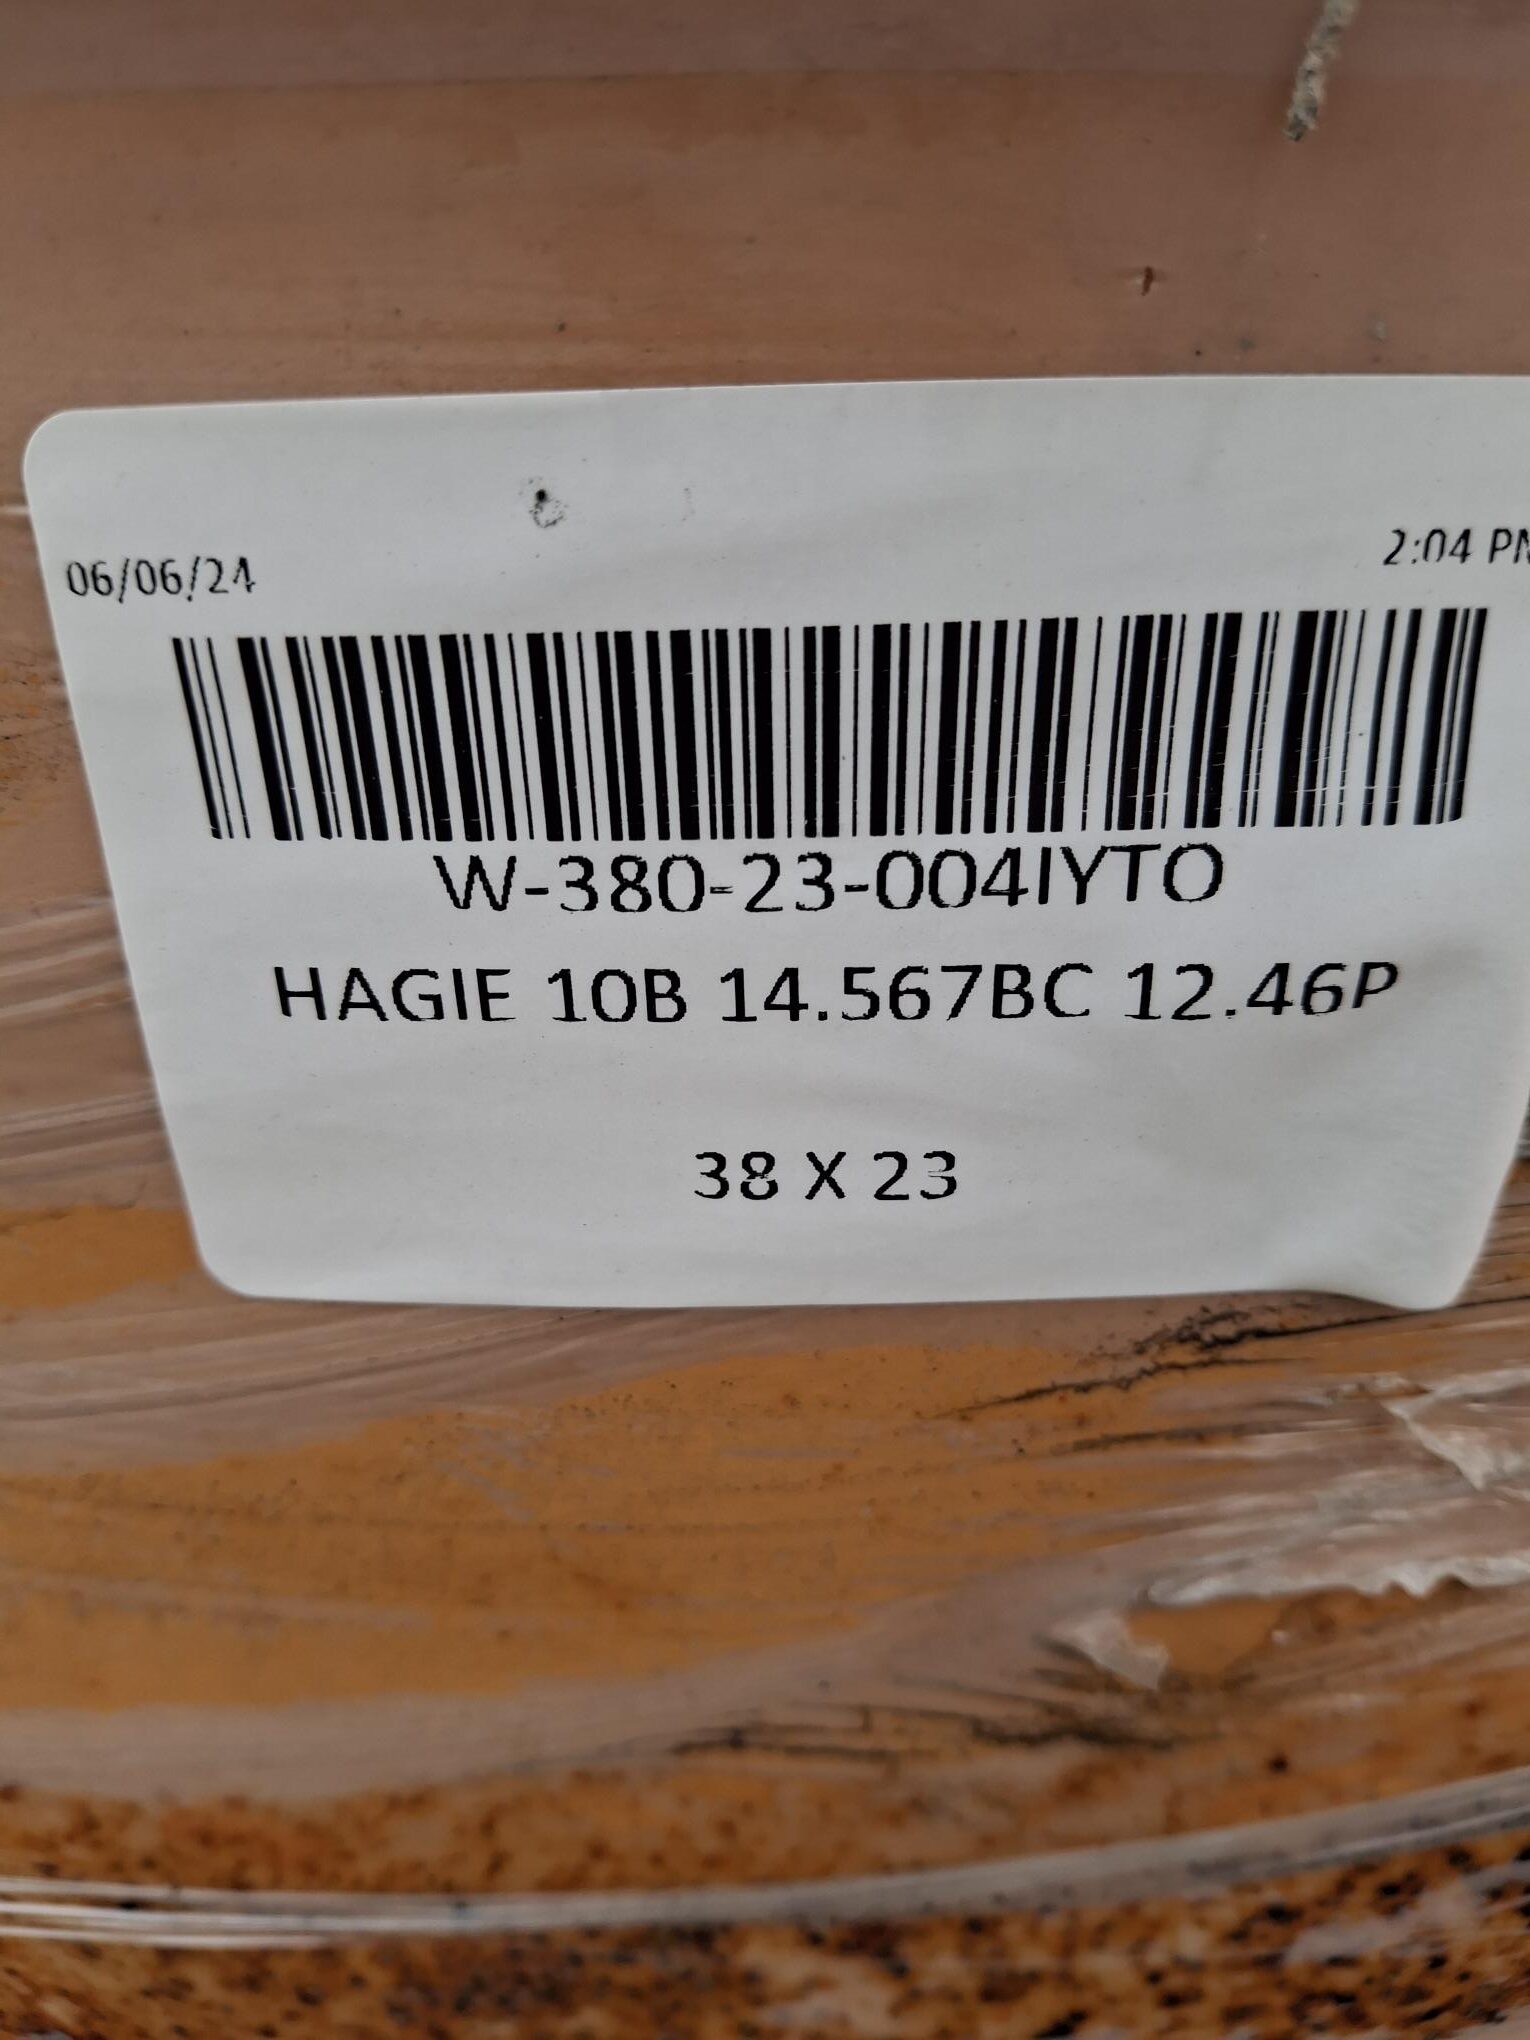 06/06/24 2:04 PM
W-380-23-004IYTO
HAGIE 10B 14.567BC 12.46P
38 X 23